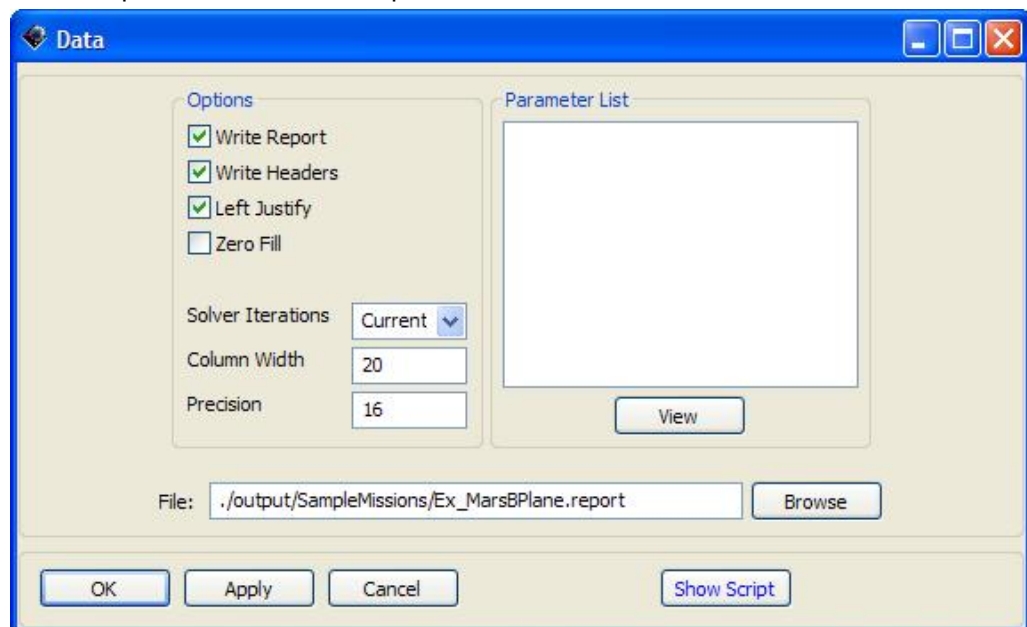 Data
Options
Write Report
Write Headers
Left Justify
Zero Fill
Solver Iterations Current
Column Width 20
Precision 16
Parameter List
View
File: ./output/SampleMissions/Ex_MarsBPlane.report Browse
OK Apply Cancel Show Script